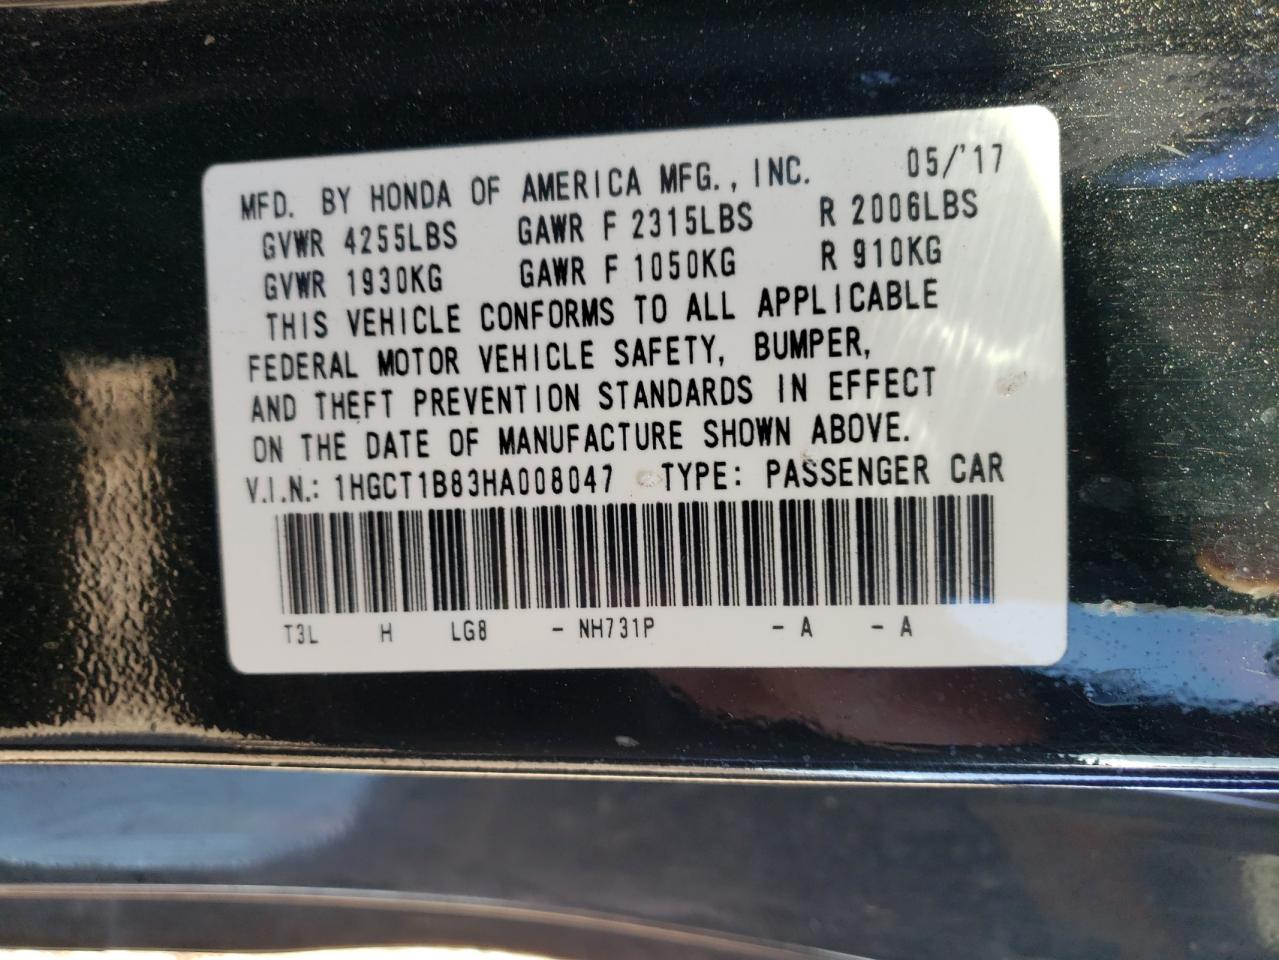 MFD. BY HONDA OF AMERICA MFG., INC. 05/'17
GVWR 4255LBS GAWR F 2315LBS R 2006LBS
GVWR 1930KG GAWR F 1050KG R 910KG
THIS VEHICLE CONFORMS TO ALL APPLICABLE
FEDERAL MOTOR VEHICLE SAFETY, BUMPER,
AND THEFT PREVENTION STANDARDS IN EFFECT
ON THE DATE OF MANUFACTURE SHOWN ABOVE.
V.I.N.: 1HGCT1B83HA008047 TYPE: PASSENGER CAR
T3L H LG8 - NH731P - A - A